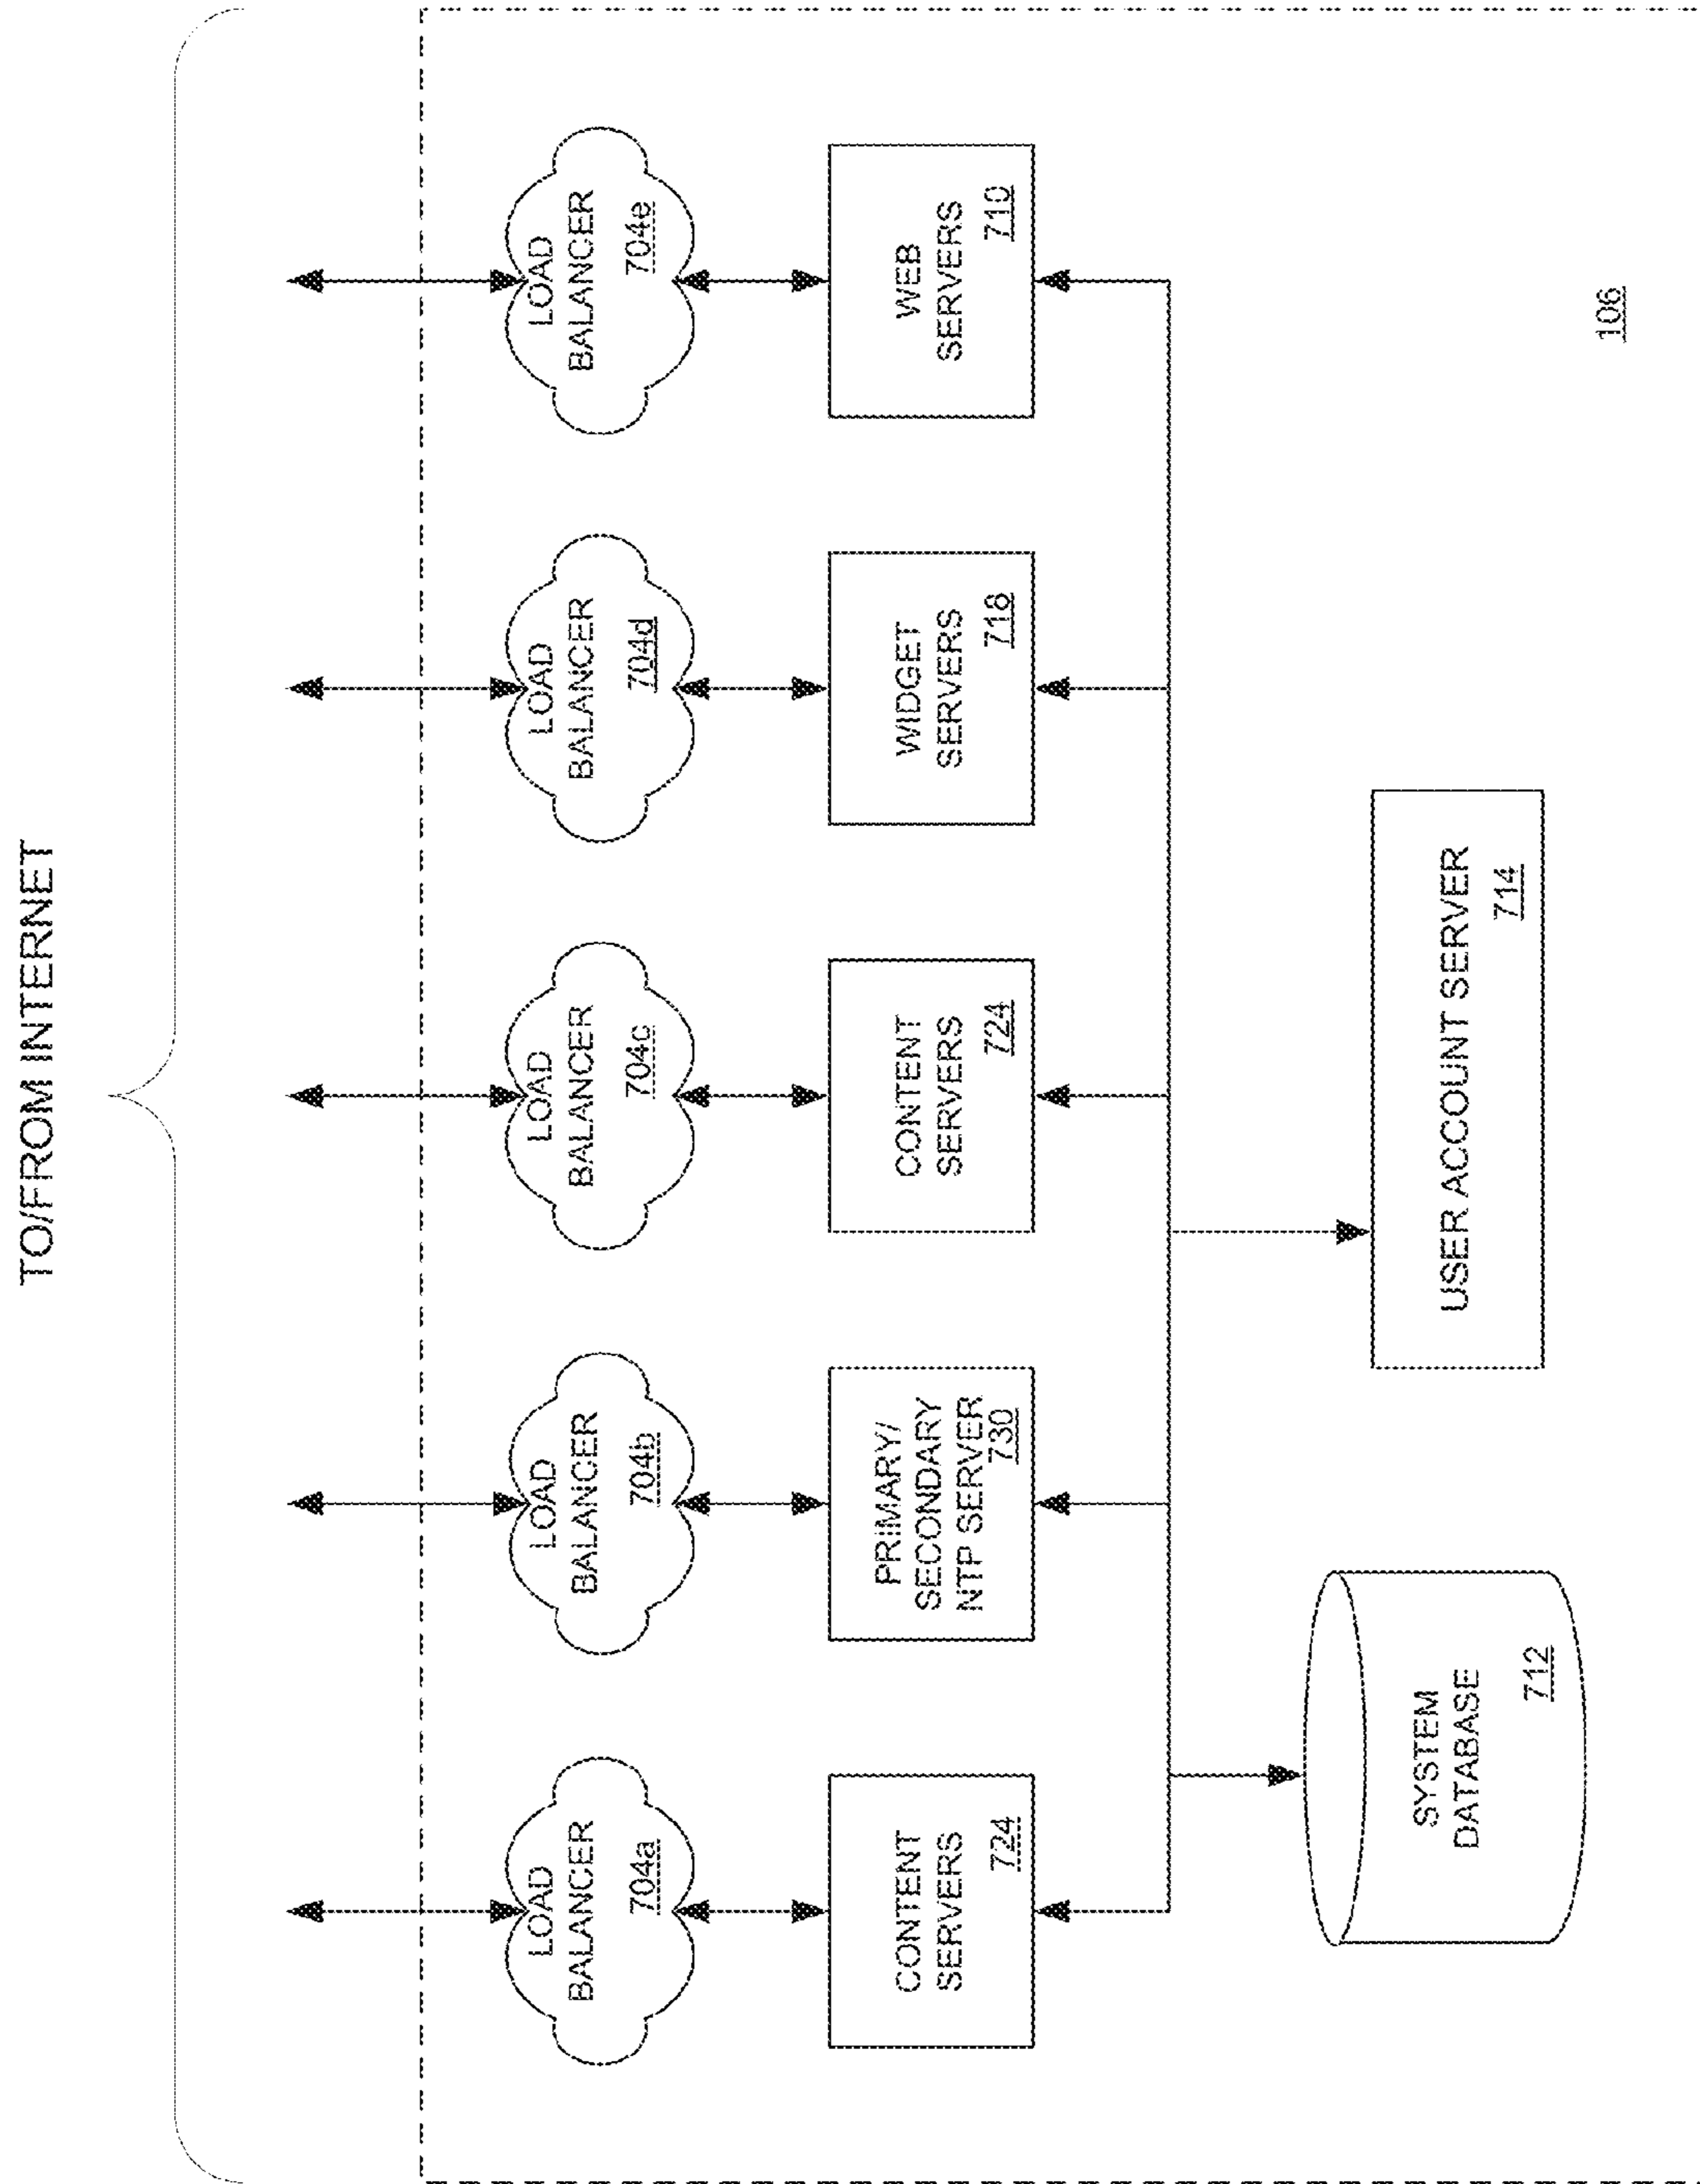 TO/FROM INTERNET
LOAD
BALANCER
704a
LOAD
BALANCER
704b
LOAD
BALANCER
704c
LOAD
BALANCER
704d
LOAD
BALANCER
704e
CONTENT
SERVERS
724
PRIMARY/
SECONDARY
NTP SERVER
730
CONTENT
SERVERS
724
WIDGET
SERVERS
718
WEB
SERVERS
710
SYSTEM
DATABASE
712
USER ACCOUNT SERVER
714
106